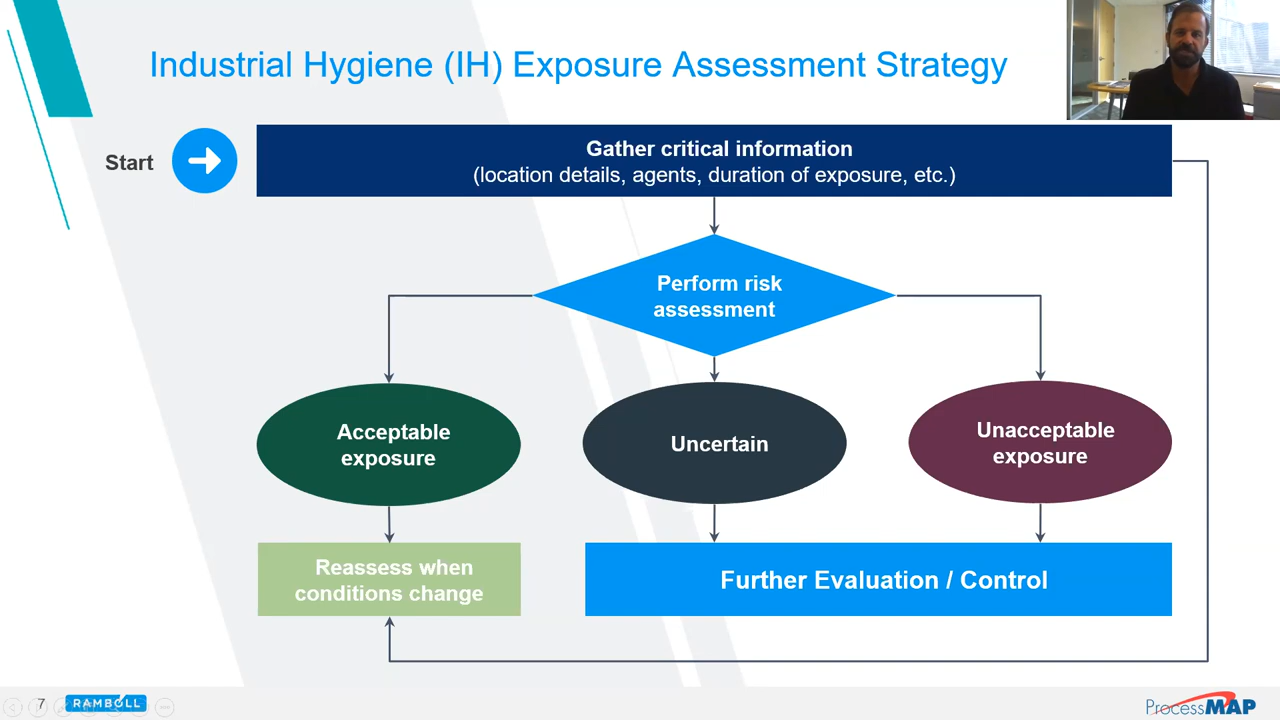 Industrial Hygiene (IH) Exposure Assessment Strategy
Start
Gather critical information
(location details, agents, duration of exposure, etc.)
Perform risk
assessment
Acceptable
exposure
Uncertain
Unacceptable
exposure
Reassess when
conditions change
Further Evaluation / Control
7
RAMBOLL
ProcessMAP